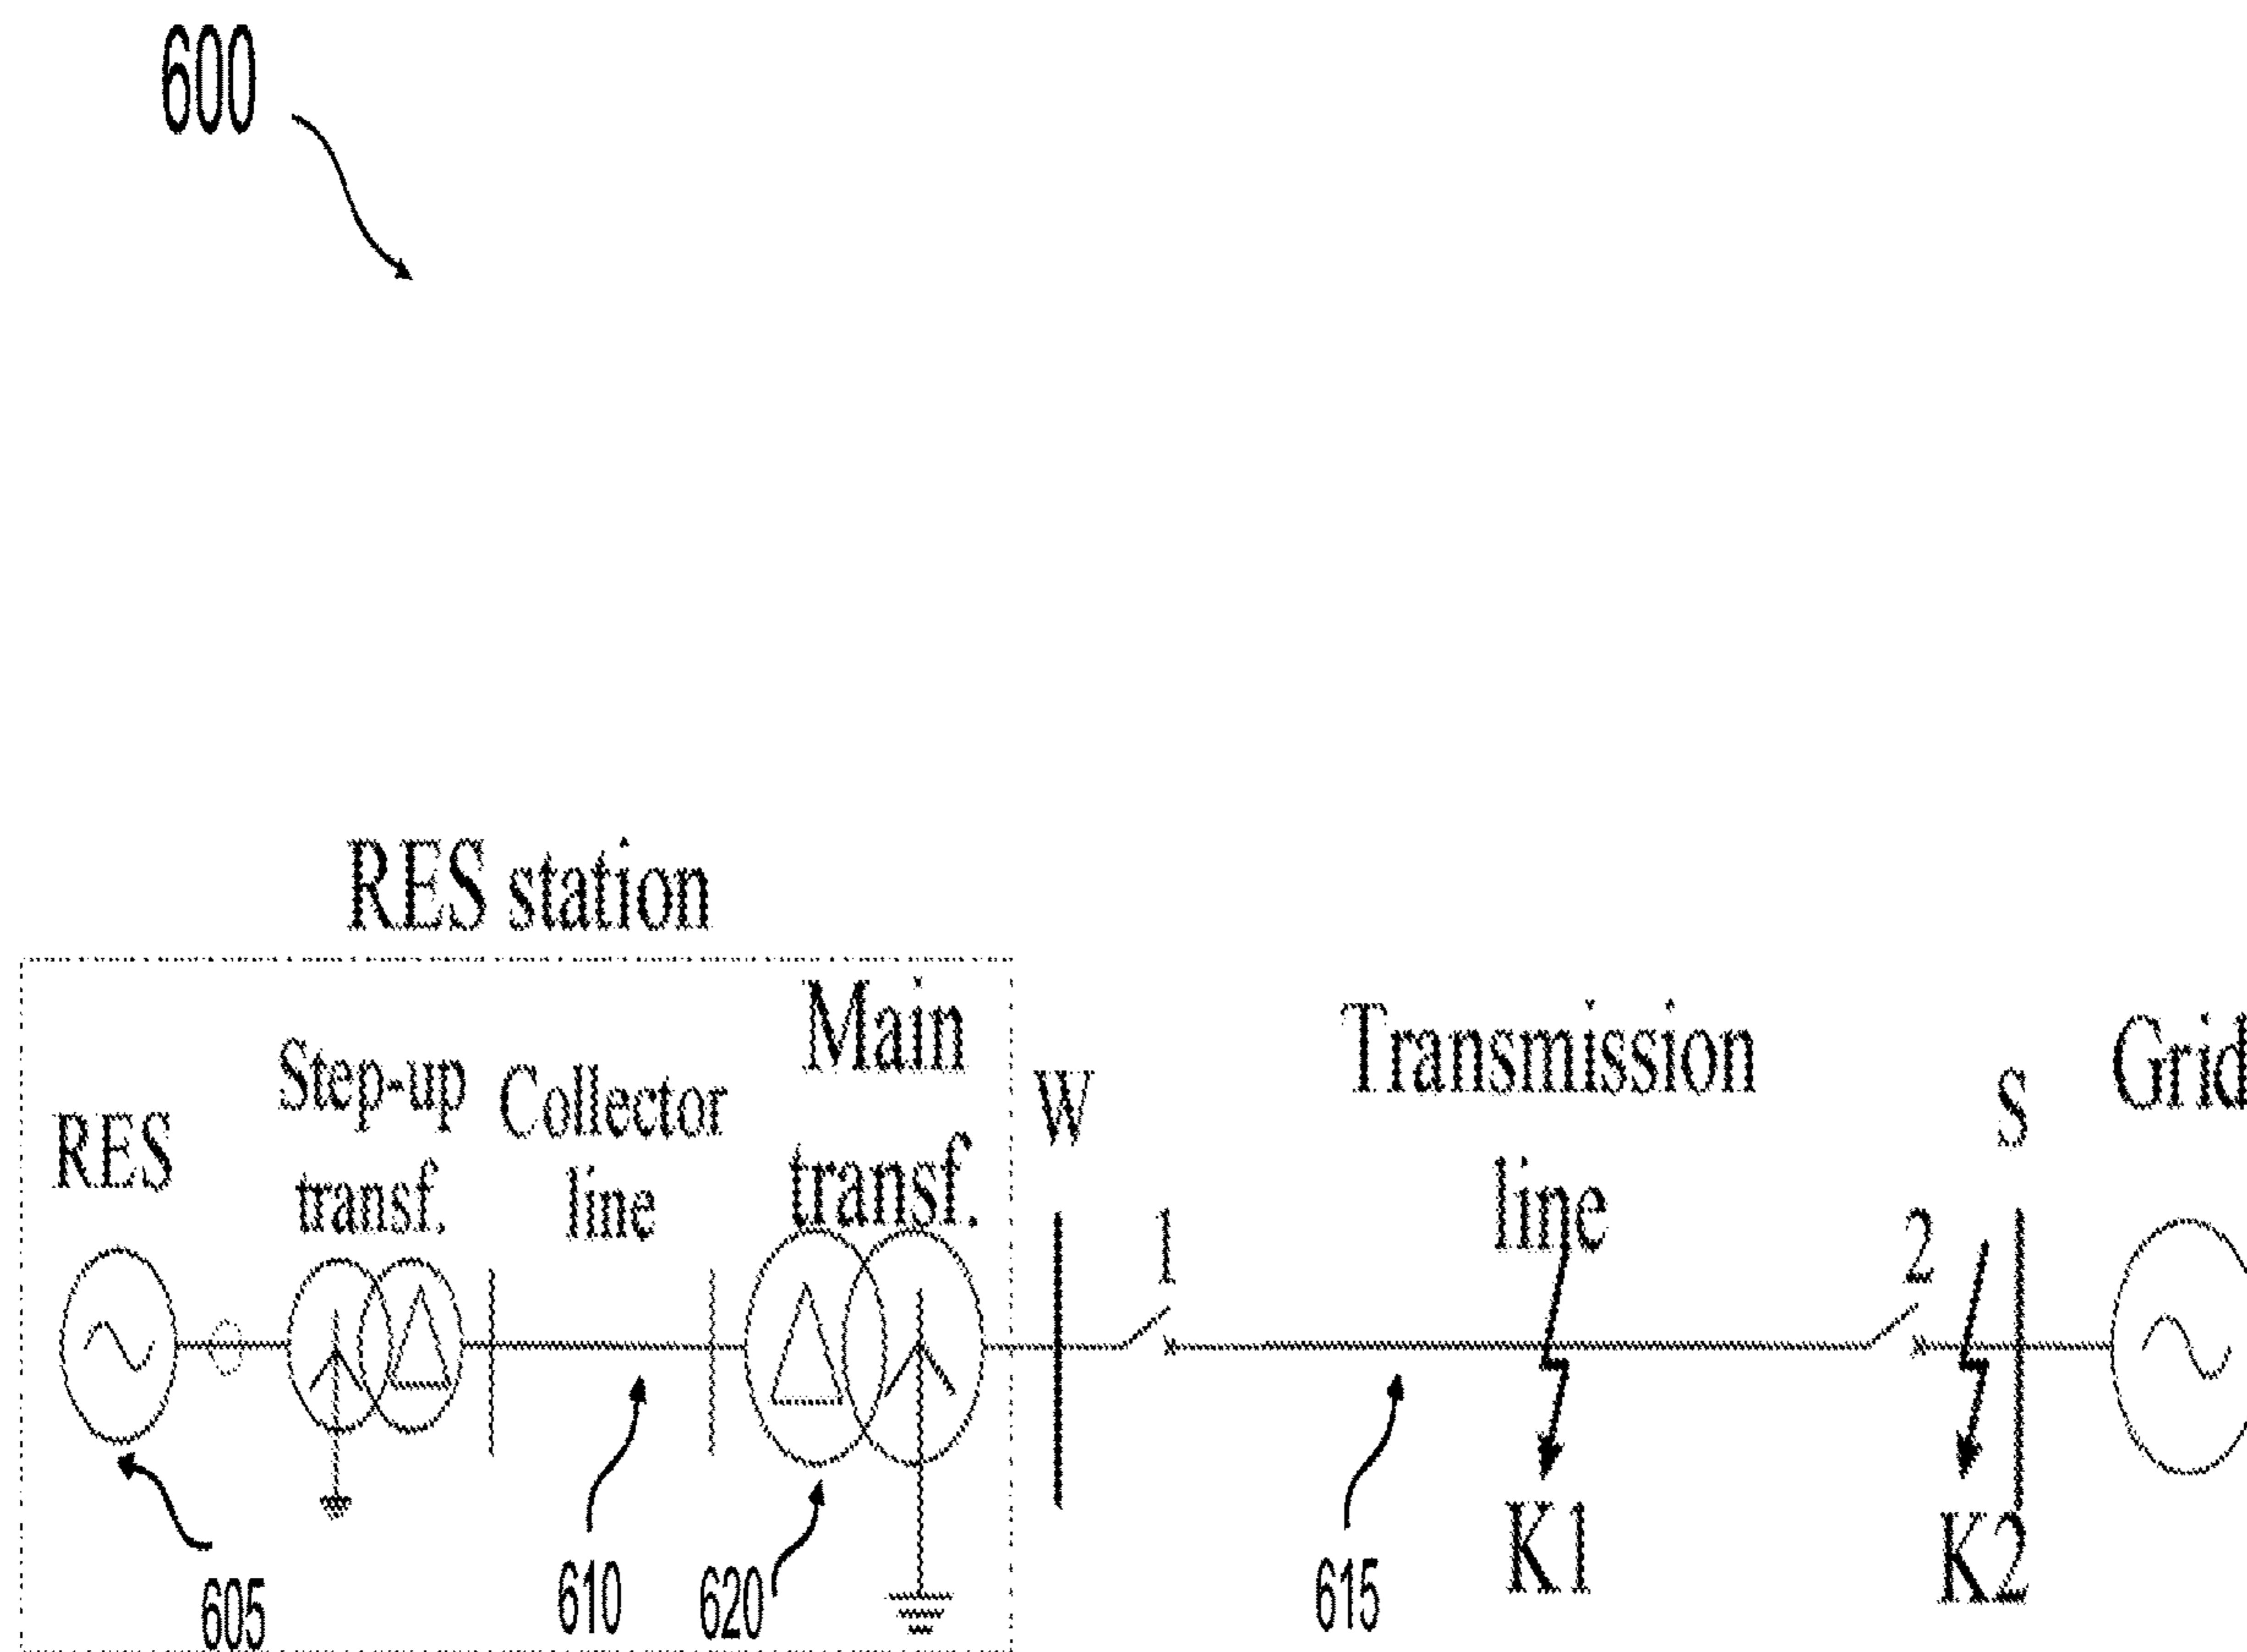 600
RES station
RES
Step-up
transf.
Collector
line
Main
transf.
W
1
Transmission
line
2
S
Grid
605
610
620
615
K1
K2